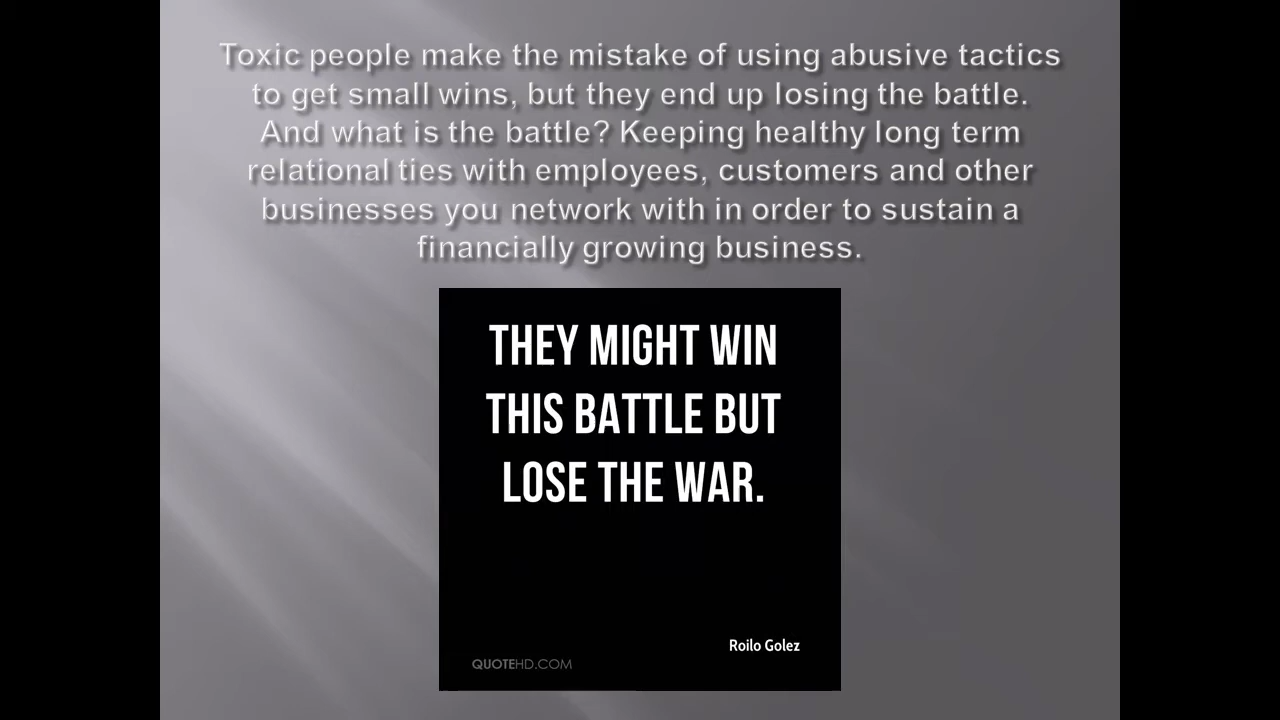 Toxic people make the mistake of using abusive tactics
to get small wins, but they end up losing the battle.
And what is the battle? Keeping healthy long term
relational ties with employees, customers and other
businesses you network with in order to sustain a
financially growing business.
THEY MIGHT WIN
THIS BATTLE BUT
LOSE THE WAR.
Roilo Golez
QUOTEHD.COM